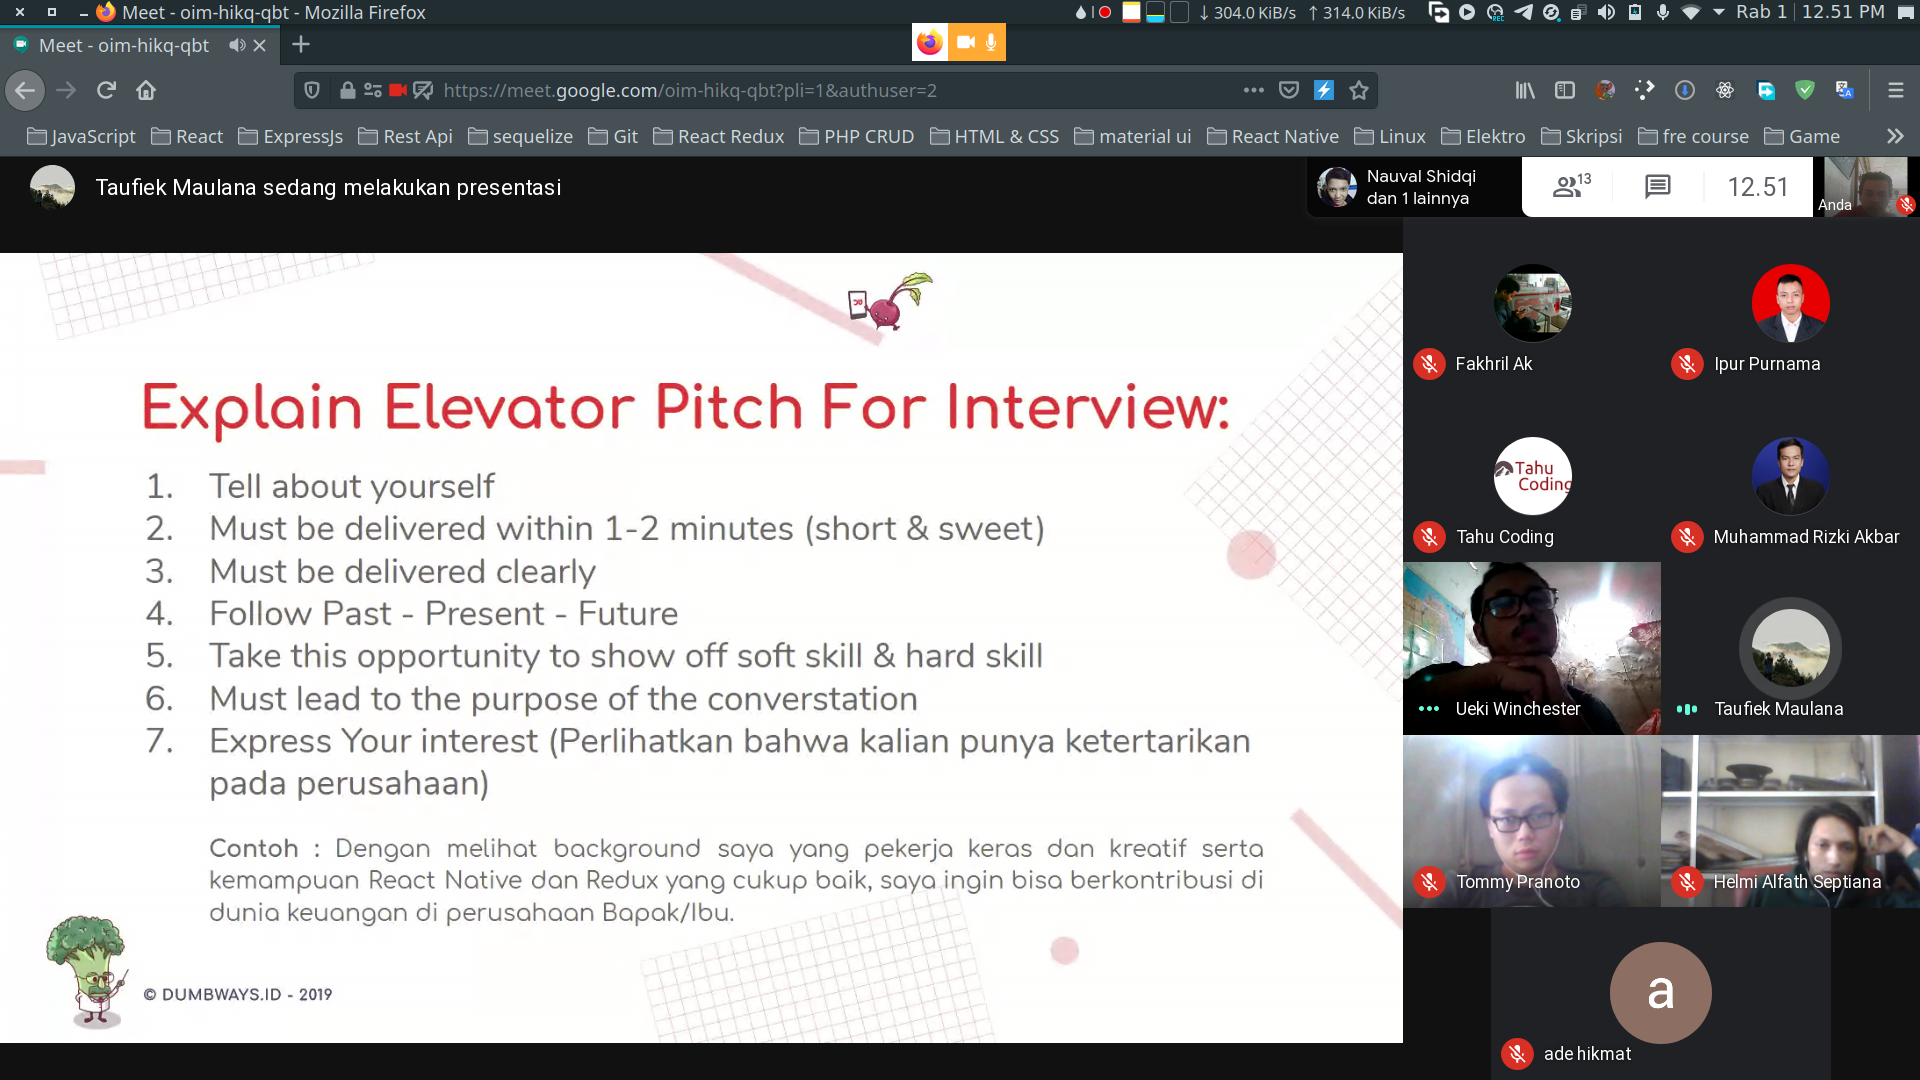 Meet - oim-hikq-qbt - Mozilla Firefox
↓ 304.0 KiB/s ↑ 314.0 KiB/s
REC
Rab 1 12.51 PM
Meet - oim-hikq-qbt
https://meet.google.com/oim-hikq-qbt?pli=1&authuser=2
JavaScript React ExpressJs Rest Api sequelize Git React Redux PHP CRUD HTML & CSS material ui React Native Linux Elektro Skripsi fre course Game
Taufiek Maulana sedang melakukan presentasi
Nauval Shidqi
dan 1 lainnya
13
12.51
Anda
Explain Elevator Pitch For Interview:
1. Tell about yourself
2. Must be delivered within 1-2 minutes (short & sweet)
3. Must be delivered clearly
4. Follow Past - Present - Future
5. Take this opportunity to show off soft skill & hard skill
6. Must lead to the purpose of the converstation
7. Express Your interest (Perlihatkan bahwa kalian punya ketertarikan
pada perusahaan)
Contoh : Dengan melihat background saya yang pekerja keras dan kreatif serta
kemampuan React Native dan Redux yang cukup baik, saya ingin bisa berkontribusi di
dunia keuangan di perusahaan Bapak/Ibu.
© DUMBWAYS.ID - 2019
Fakhril Ak
Ipur Purnama
Tahu
Coding
Tahu Coding
Muhammad Rizki Akbar
Ueki Winchester
Taufiek Maulana
Tommy Pranoto
Helmi Alfath Septiana
a
ade hikmat